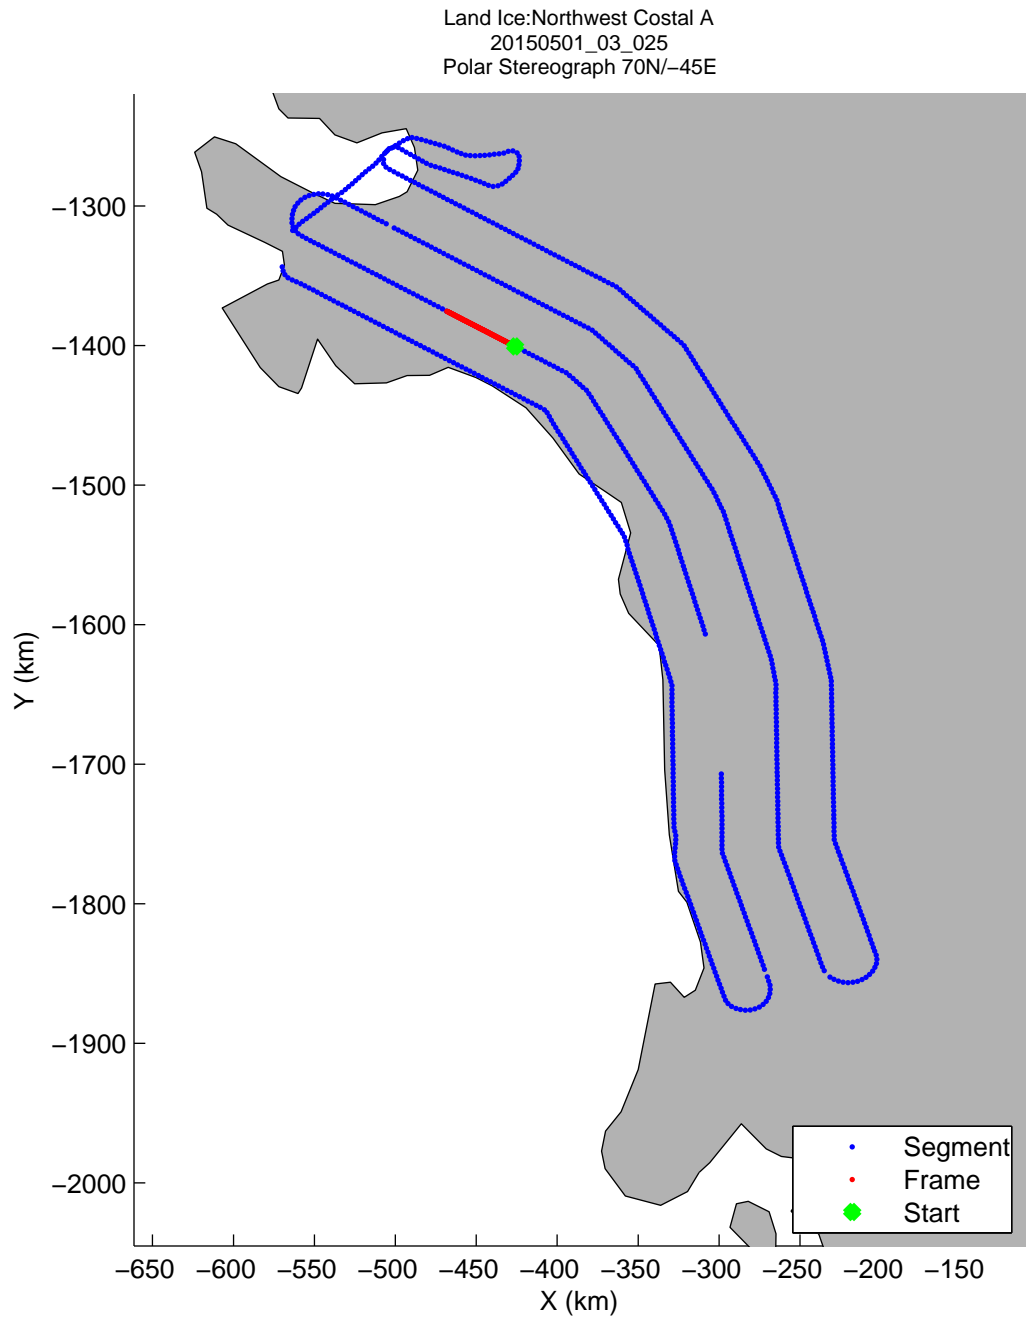 Land Ice:Northwest Costal A
20150501_03_025
Polar Stereograph 70N/−45E
−1300
−1400
−1500
−1600
−1700
−1800
−1900
−2000
Y (km)
Segment
Frame
Start
−650 −600 −550 −500 −450 −400 −350 −300 −250 −200 −150
X (km)